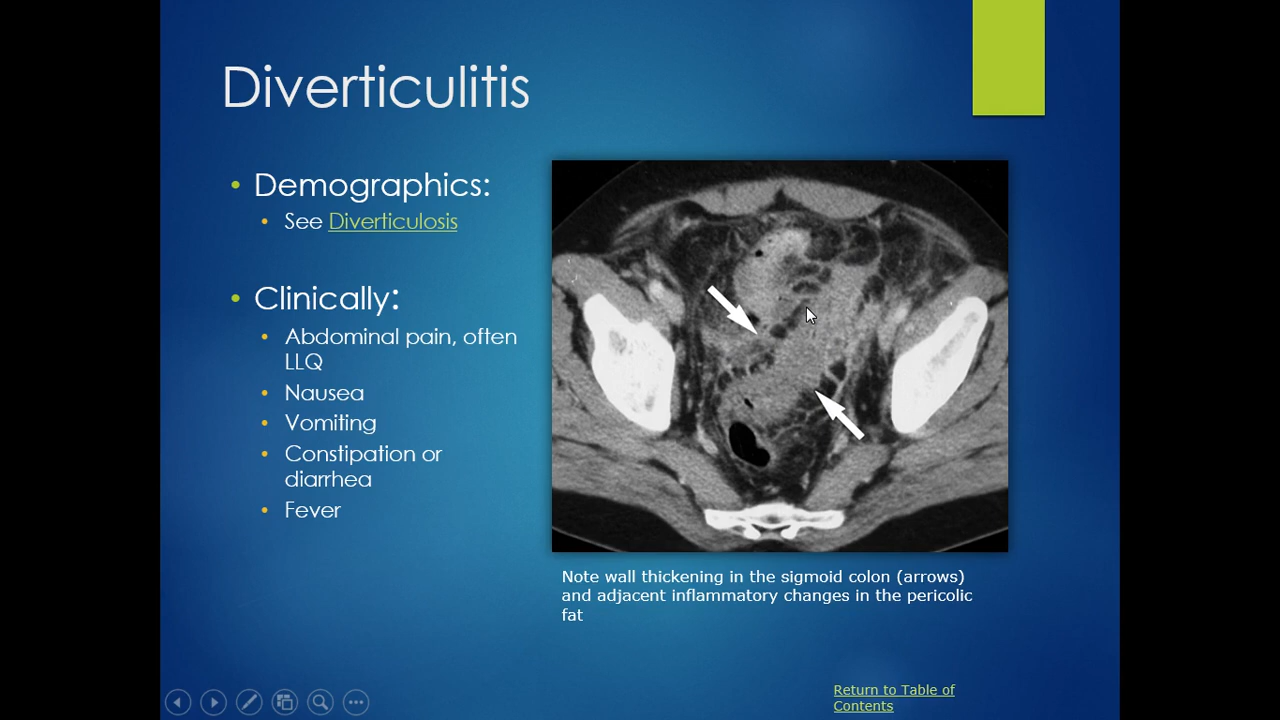 Diverticulitis
• Demographics:
• See Diverticulosis
• Clinically:
• Abdominal pain, often
LLQ
• Nausea
• Vomiting
• Constipation or
diarrhea
• Fever
Note wall thickening in the sigmoid colon (arrows)
and adjacent inflammatory changes in the pericolic
fat
Return to Table of
Contents